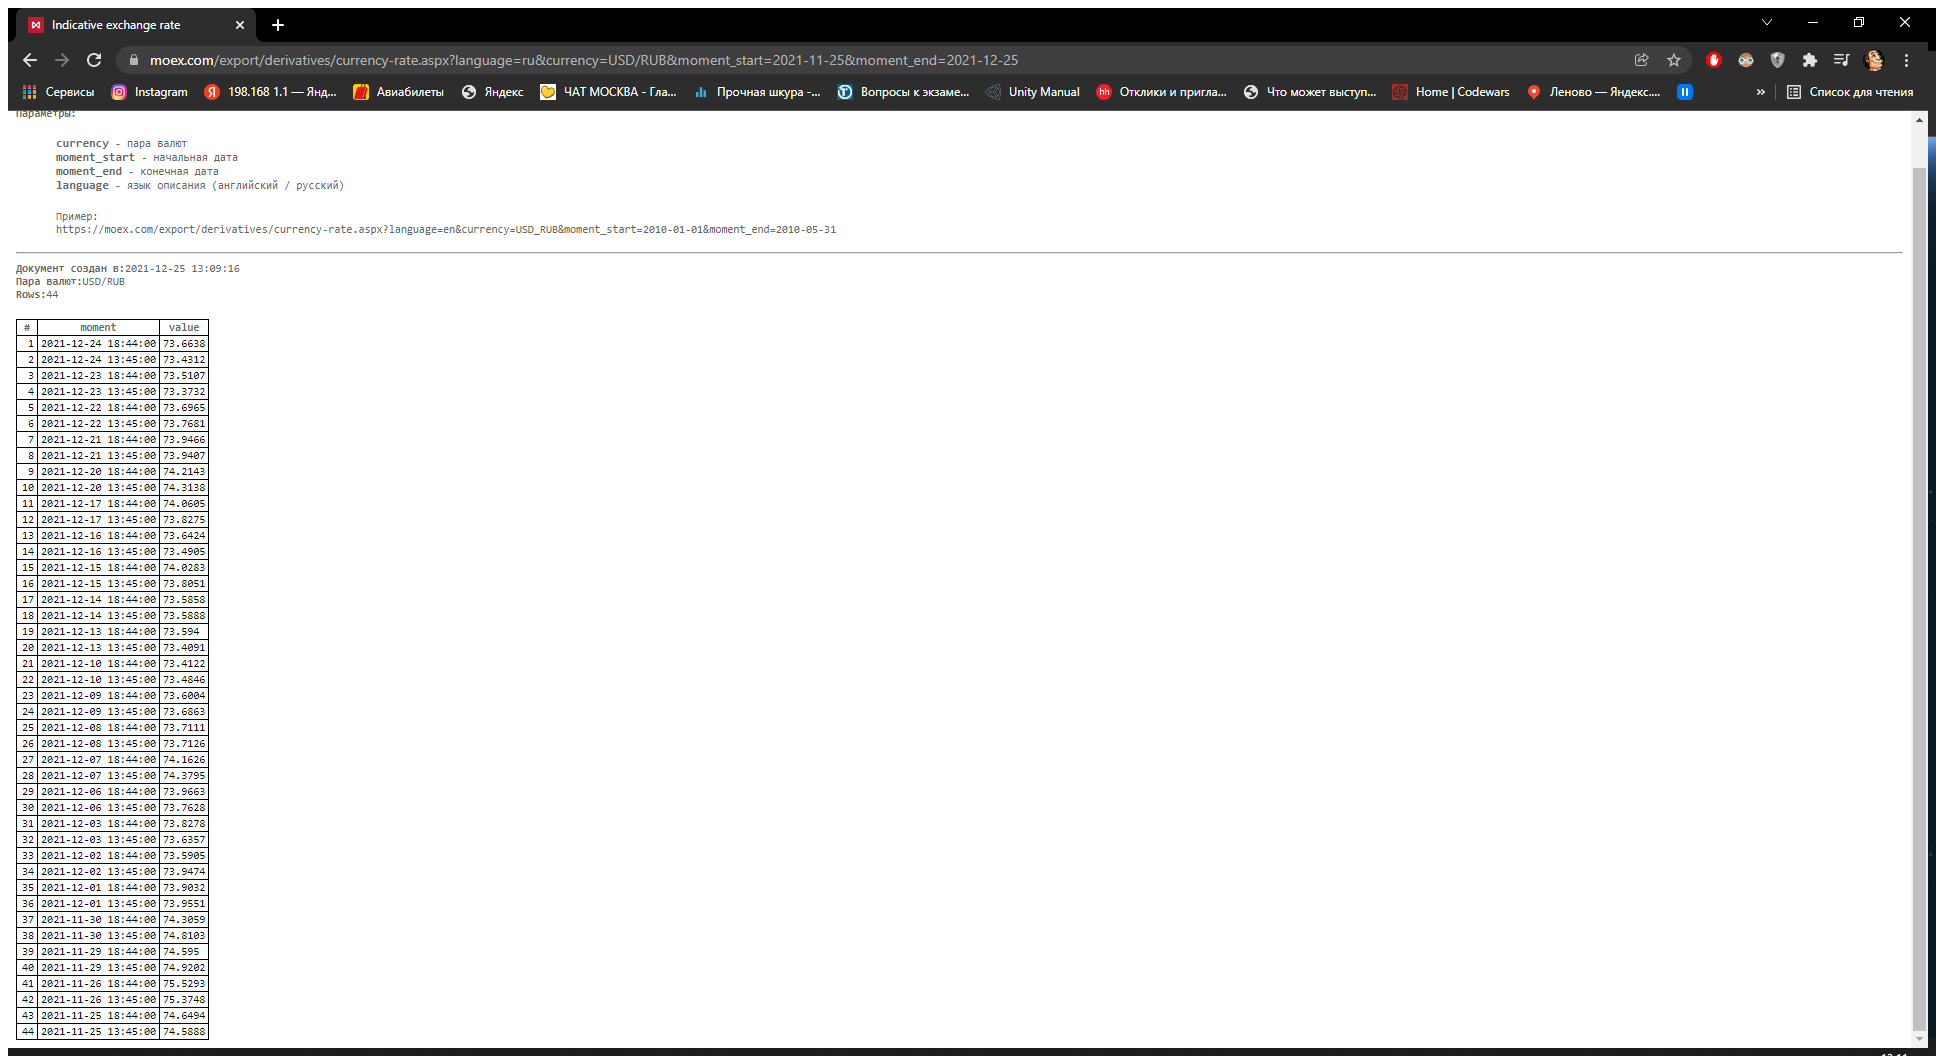 Indicative exchange rate
moex.com/export/derivatives/currency-rate.aspx?language=ru&currency=USD/RUB&moment_start=2021-11-25&moment_end=2021-12-25
Сервисы Instagram 198.168 1.1 — Янд... Авиабилеты Яндекс ЧАТ МОСКВА - Гла... Прочная шкура -... Вопросы к экзаме... Unity Manual hh Отклики и пригла... Что может выступ... Home | Codewars Леново — Яндекс.... » Список для чтения
Параметры:
currency - пара валют
moment_start - начальная дата
moment_end - конечная дата
language - язык описания (английский / русский)
Пример:
https://moex.com/export/derivatives/currency-rate.aspx?language=en&currency=USD_RUB&moment_start=2010-01-01&moment_end=2010-05-31
Документ создан в:2021-12-25 13:09:16
Пара валют:USD/RUB
Rows:44
# moment value
1 2021-12-24 18:44:00 73.6638
2 2021-12-24 13:45:00 73.4312
3 2021-12-23 18:44:00 73.5107
4 2021-12-23 13:45:00 73.3732
5 2021-12-22 18:44:00 73.6965
6 2021-12-22 13:45:00 73.7681
7 2021-12-21 18:44:00 73.9466
8 2021-12-21 13:45:00 73.9407
9 2021-12-20 18:44:00 74.2143
10 2021-12-20 13:45:00 74.3138
11 2021-12-17 18:44:00 74.0605
12 2021-12-17 13:45:00 73.8275
13 2021-12-16 18:44:00 73.6424
14 2021-12-16 13:45:00 73.4905
15 2021-12-15 18:44:00 74.0283
16 2021-12-15 13:45:00 73.8051
17 2021-12-14 18:44:00 73.5858
18 2021-12-14 13:45:00 73.5888
19 2021-12-13 18:44:00 73.594
20 2021-12-13 13:45:00 73.4091
21 2021-12-10 18:44:00 73.4122
22 2021-12-10 13:45:00 73.4846
23 2021-12-09 18:44:00 73.6004
24 2021-12-09 13:45:00 73.6863
25 2021-12-08 18:44:00 73.7111
26 2021-12-08 13:45:00 73.7126
27 2021-12-07 18:44:00 74.1626
28 2021-12-07 13:45:00 74.3795
29 2021-12-06 18:44:00 73.9663
30 2021-12-06 13:45:00 73.7628
31 2021-12-03 18:44:00 73.8278
32 2021-12-03 13:45:00 73.6357
33 2021-12-02 18:44:00 73.5905
34 2021-12-02 13:45:00 73.9474
35 2021-12-01 18:44:00 73.9032
36 2021-12-01 13:45:00 73.9551
37 2021-11-30 18:44:00 74.3059
38 2021-11-30 13:45:00 74.8103
39 2021-11-29 18:44:00 74.595
40 2021-11-29 13:45:00 74.9202
41 2021-11-26 18:44:00 75.5293
42 2021-11-26 13:45:00 75.3748
43 2021-11-25 18:44:00 74.6494
44 2021-11-25 13:45:00 74.5888